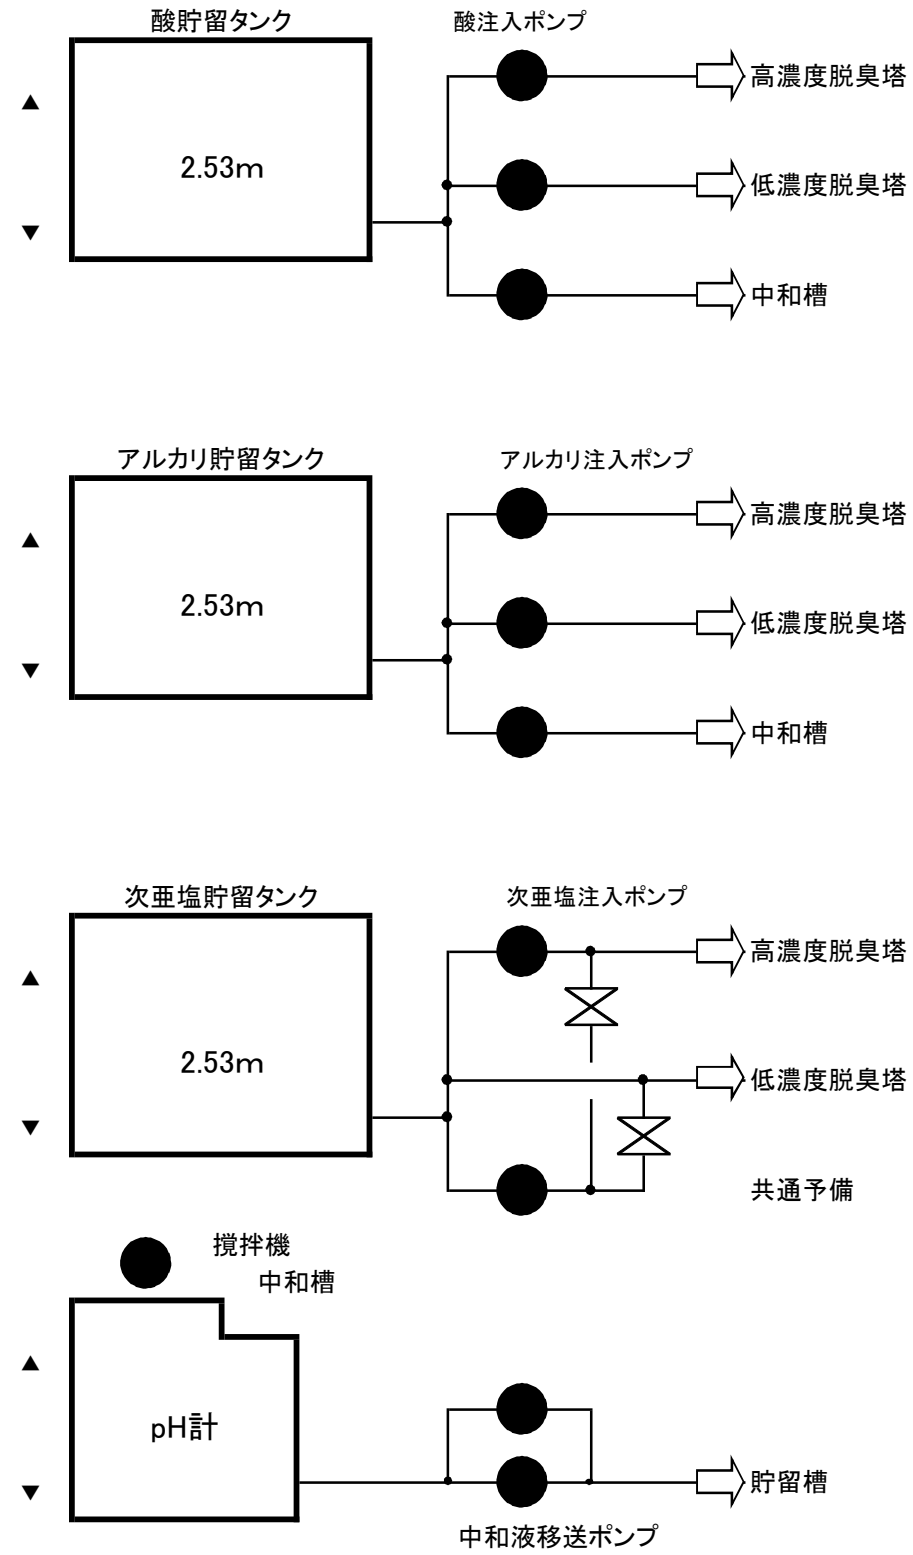 酸貯留タンク
酸注入ポンプ
▲
▼
2.53m
高濃度脱臭塔
低濃度脱臭塔
中和槽
アルカリ貯留タンク
アルカリ注入ポンプ
▲
▼
2.53m
高濃度脱臭塔
低濃度脱臭塔
中和槽
次亜塩貯留タンク
次亜塩注入ポンプ
▲
▼
2.53m
高濃度脱臭塔
低濃度脱臭塔
共通予備
撹拌機
中和槽
▲
▼
pH計
貯留槽
中和液移送ポンプ